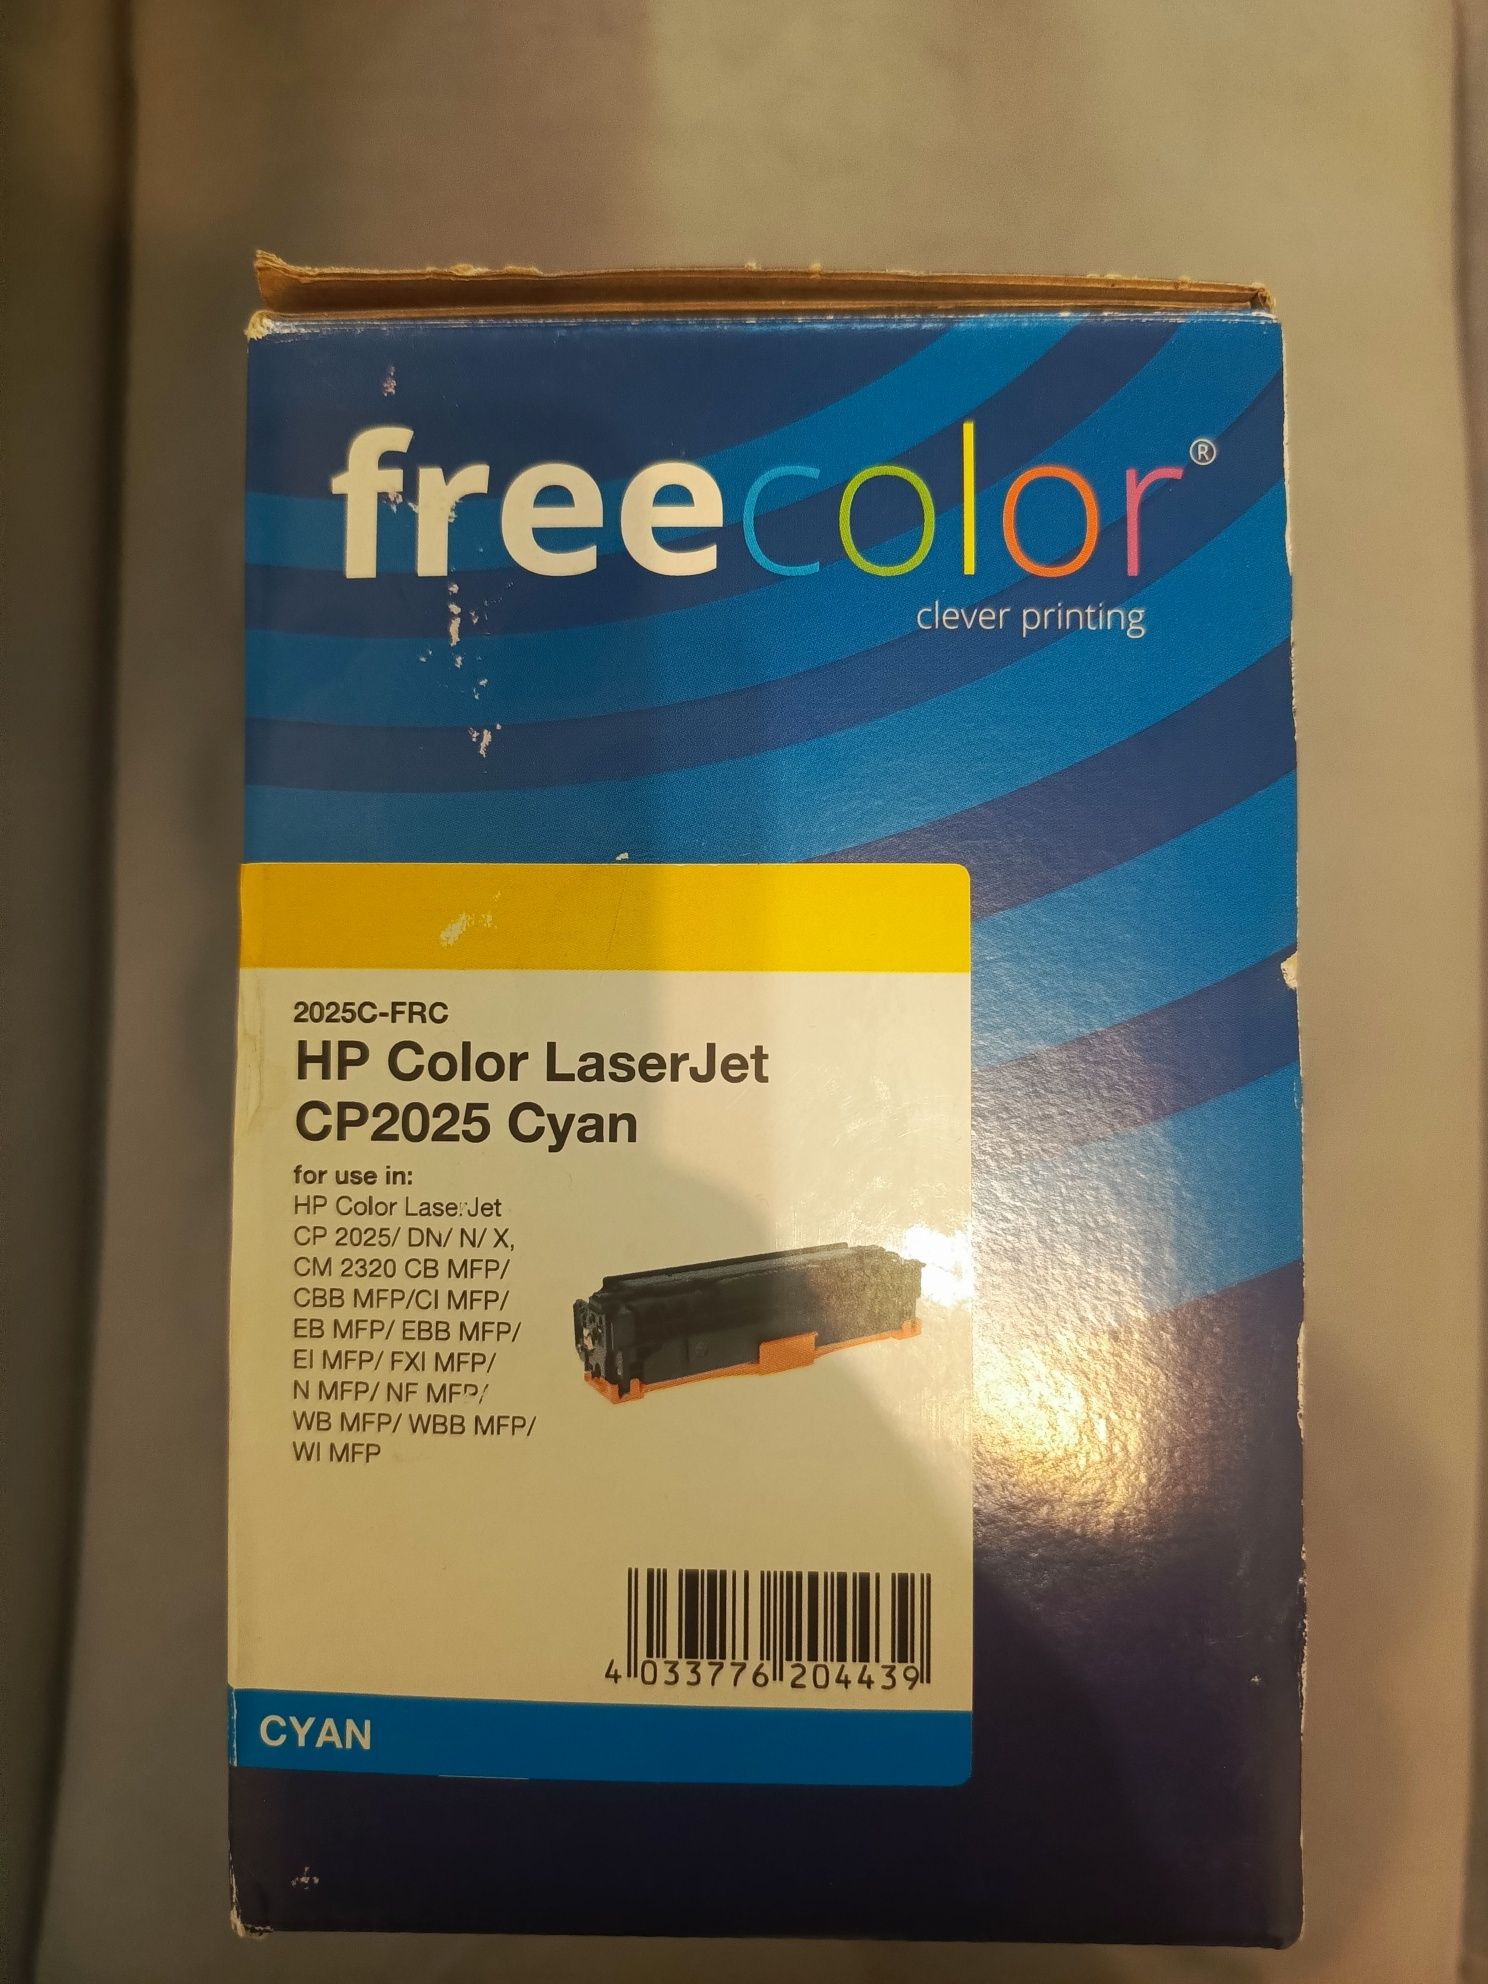 freecolor®
clever printing
2025C-FRC
HP Color LaserJet
CP2025 Cyan
for use in:
HP Color LaserJet
CP 2025/ DN/ N/ X,
CM 2320 CB MFP/
CBB MFP/CI MFP/
EB MFP/ EBB MFP/
EI MFP/ FXI MFP/
N MFP/ NF MFP/
WB MFP/ WBB MFP/
WI MFP
4 033776 204439
CYAN